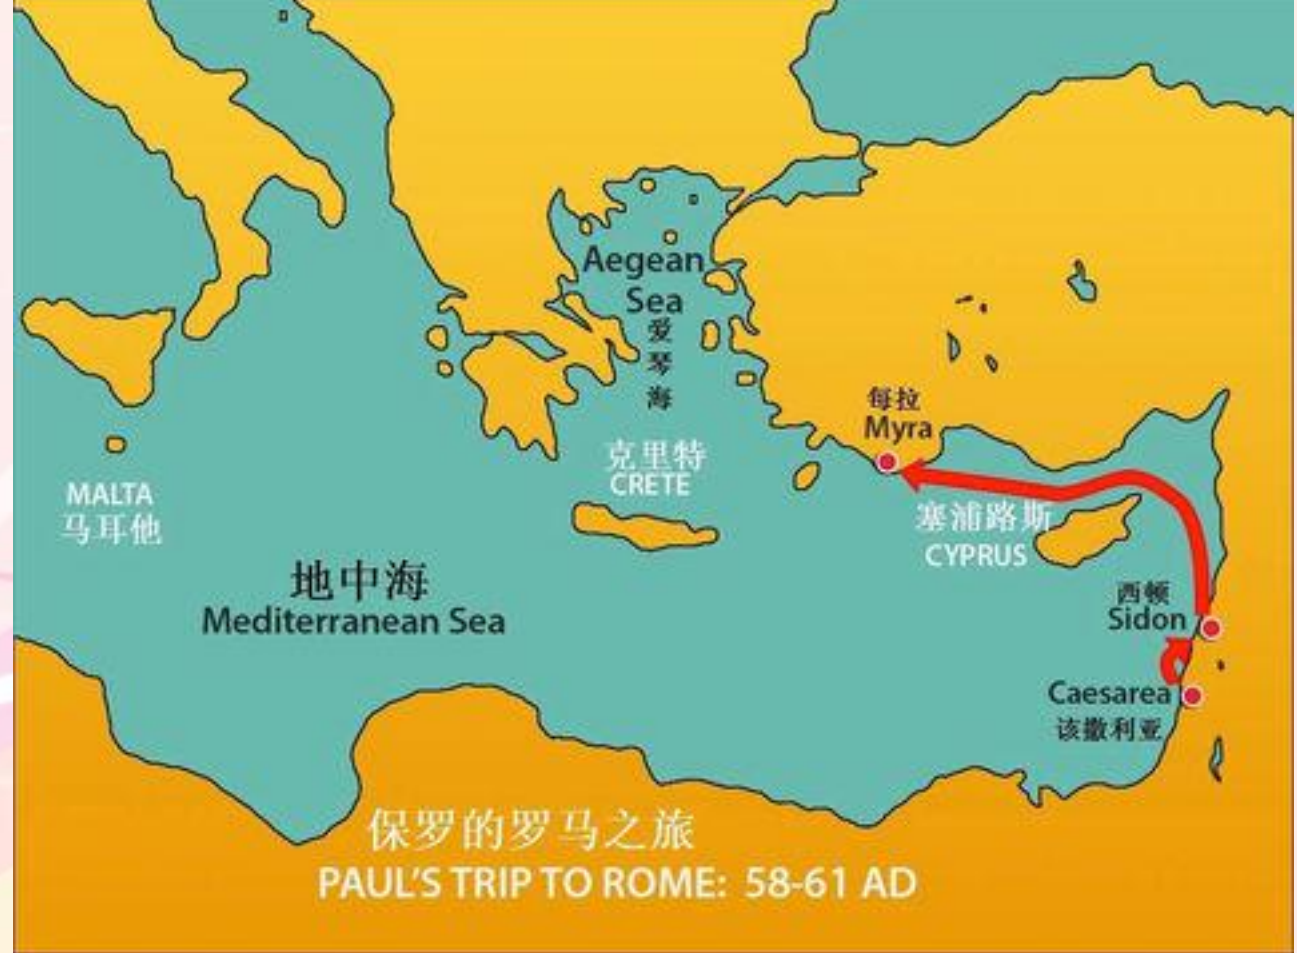 Aegean
Sea
爱
琴
海
每拉
Myra
克里特
CRETE
MALTA
马耳他
塞浦路斯
CYPRUS
地中海
Mediterranean Sea
西顿
Sidon
Caesarea
该撒利亚
保罗的罗马之旅
PAUL'S TRIP TO ROME: 58-61 AD